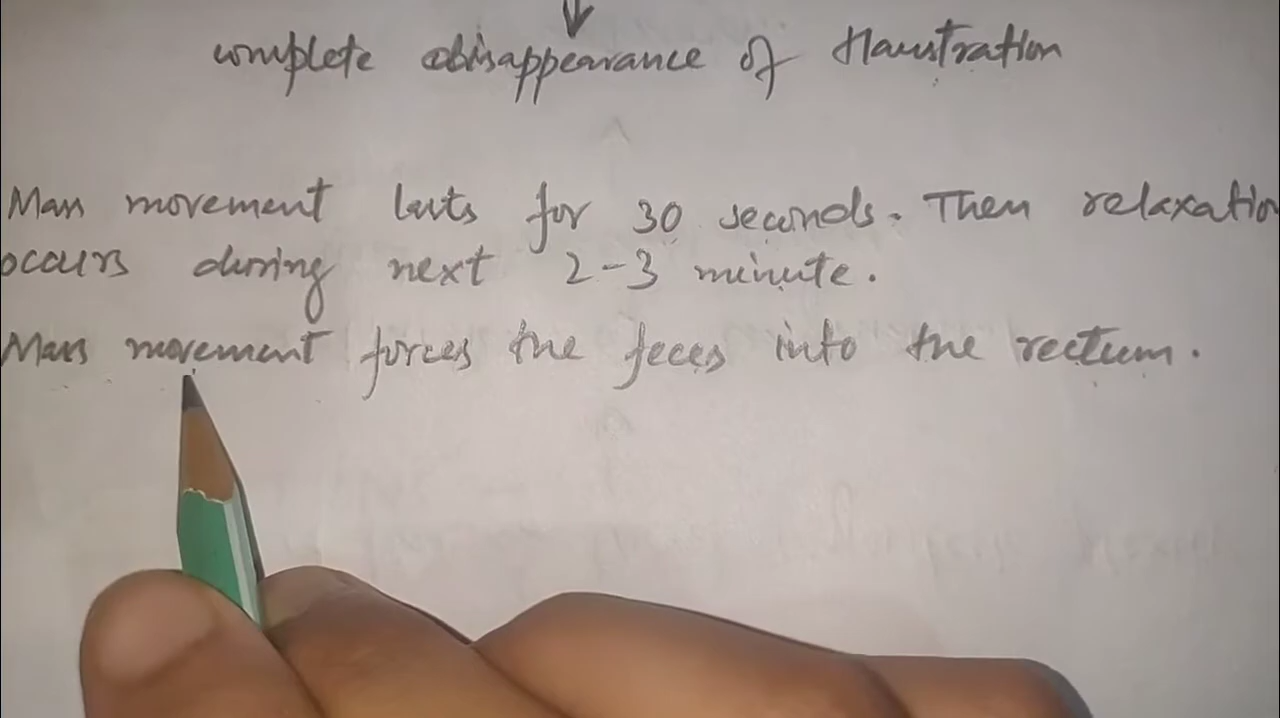 complete disappearance of Haustration
Mass movement lasts for 30 seconds. Then relaxation
occurs during next 2-3 minute.
Mass movement forces the feces into the rectum.